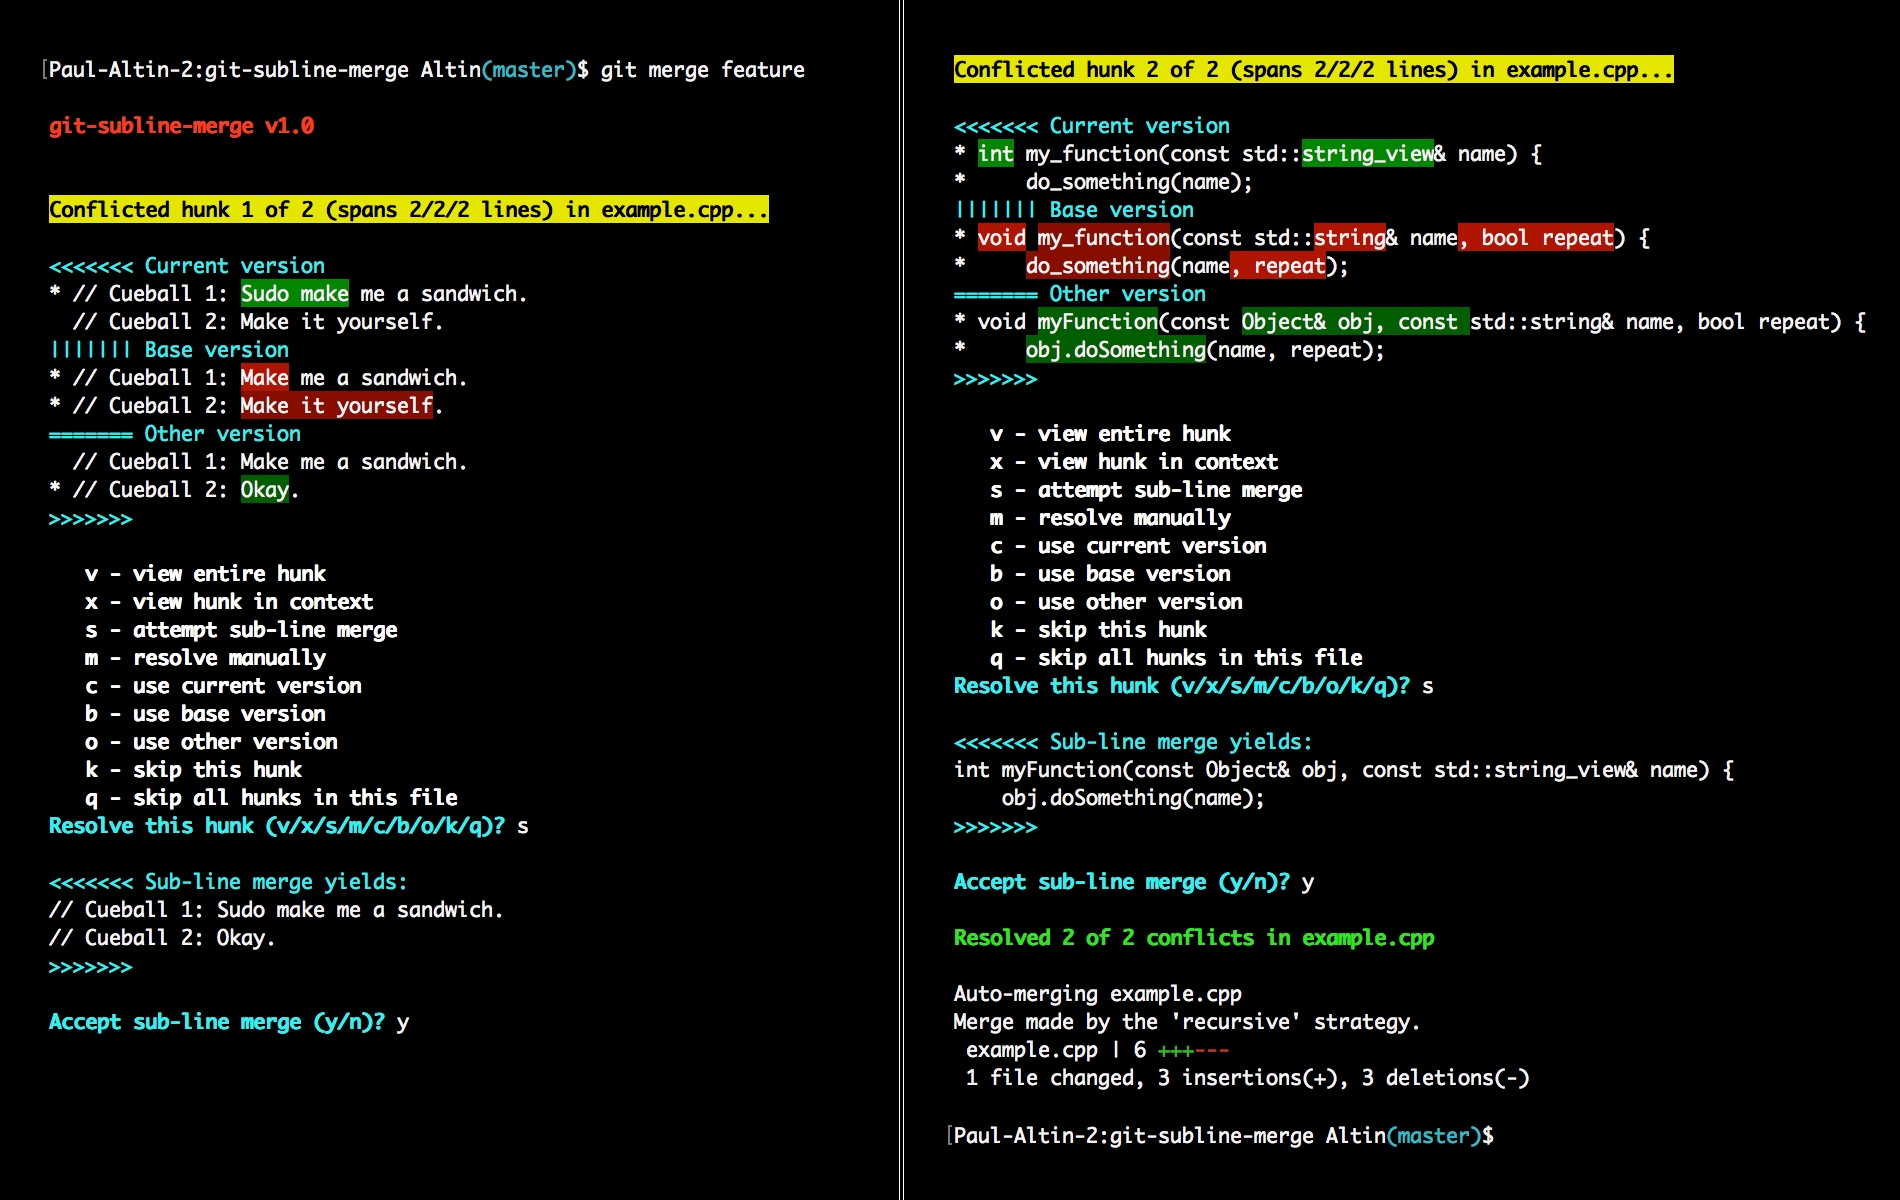 [Paul-Altin-2:git-subline-merge Altin(master)$ git merge feature
git-subline-merge v1.0
Conflicted hunk 1 of 2 (spans 2/2/2 lines) in example.cpp...
<<<<<<< Current version
* // Cueball 1: Sudo make me a sandwich.
  // Cueball 2: Make it yourself.
||||||| Base version
* // Cueball 1: Make me a sandwich.
* // Cueball 2: Make it yourself.
======= Other version
  // Cueball 1: Make me a sandwich.
* // Cueball 2: Okay.
>>>>>>>
   v - view entire hunk
   x - view hunk in context
   s - attempt sub-line merge
   m - resolve manually
   c - use current version
   b - use base version
   o - use other version
   k - skip this hunk
   q - skip all hunks in this file
Resolve this hunk (v/x/s/m/c/b/o/k/q)? s
<<<<<<< Sub-line merge yields:
// Cueball 1: Sudo make me a sandwich.
// Cueball 2: Okay.
>>>>>>>
Accept sub-line merge (y/n)? y
Conflicted hunk 2 of 2 (spans 2/2/2 lines) in example.cpp...
<<<<<<< Current version
* int my_function(const std::string_view& name) {
*     do_something(name);
||||||| Base version
* void my_function(const std::string& name, bool repeat) {
*     do_something(name, repeat);
======= Other version
* void myFunction(const Object& obj, const std::string& name, bool repeat) {
*     obj.doSomething(name, repeat);
>>>>>>>
   v - view entire hunk
   x - view hunk in context
   s - attempt sub-line merge
   m - resolve manually
   c - use current version
   b - use base version
   o - use other version
   k - skip this hunk
   q - skip all hunks in this file
Resolve this hunk (v/x/s/m/c/b/o/k/q)? s
<<<<<<< Sub-line merge yields:
int myFunction(const Object& obj, const std::string_view& name) {
    obj.doSomething(name);
>>>>>>>
Accept sub-line merge (y/n)? y
Resolved 2 of 2 conflicts in example.cpp
Auto-merging example.cpp
Merge made by the 'recursive' strategy.
 example.cpp | 6 +++---
 1 file changed, 3 insertions(+), 3 deletions(-)
[Paul-Altin-2:git-subline-merge Altin(master)$